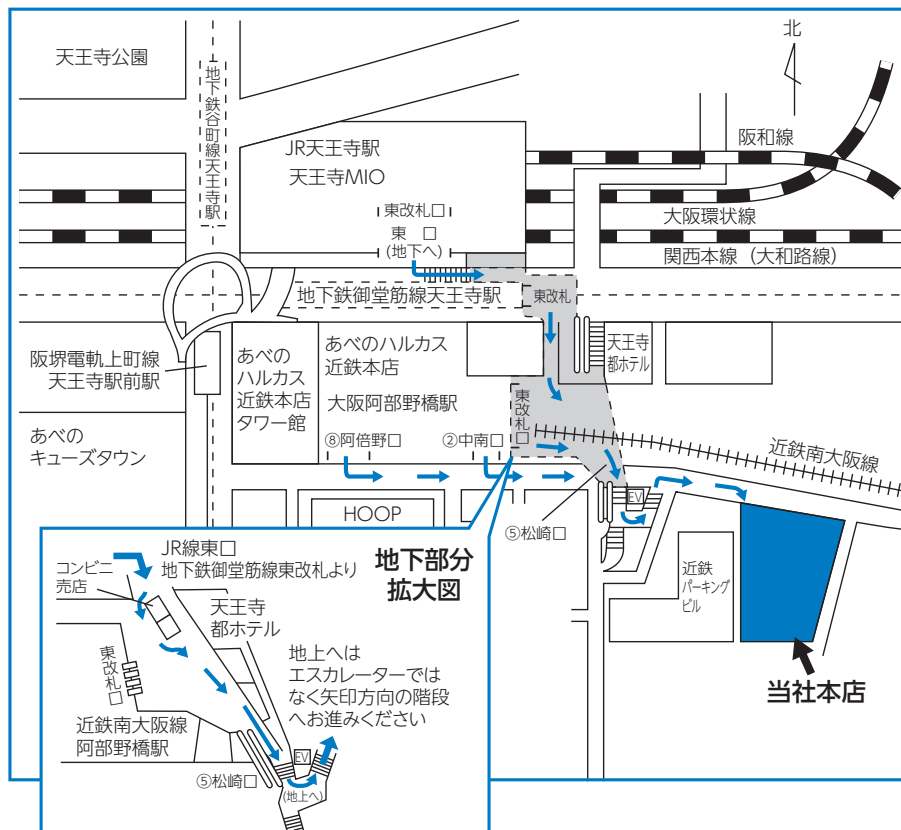 天王寺公園
北
地下鉄谷町線天王寺駅
JR天王寺駅
天王寺MIO
阪和線
東改札口
東 口
(地下へ)
大阪環状線
関西本線(大和路線)
地下鉄御堂筋線天王寺駅
東改札
阪堺電軌上町線
天王寺駅前駅
あべの
ハルカス
近鉄本店
タワー館
あべのハルカス
近鉄本店
大阪阿部野橋駅
天王寺
都ホテル
東改札口
あべの
キューズタウン
⑧阿倍野口
②中南口
近鉄南大阪線
EV
HOOP
⑤松崎口
近鉄
パーキング
ビル
当社本店
地下部分
拡大図
JR線東口
地下鉄御堂筋線東改札より
コンビニ
売店
天王寺
都ホテル
東改札口
地上へは
エスカレーターでは
なく矢印方向の階段
へお進みください
近鉄南大阪線
阿部野橋駅
⑤松崎口
EV
(地上へ)